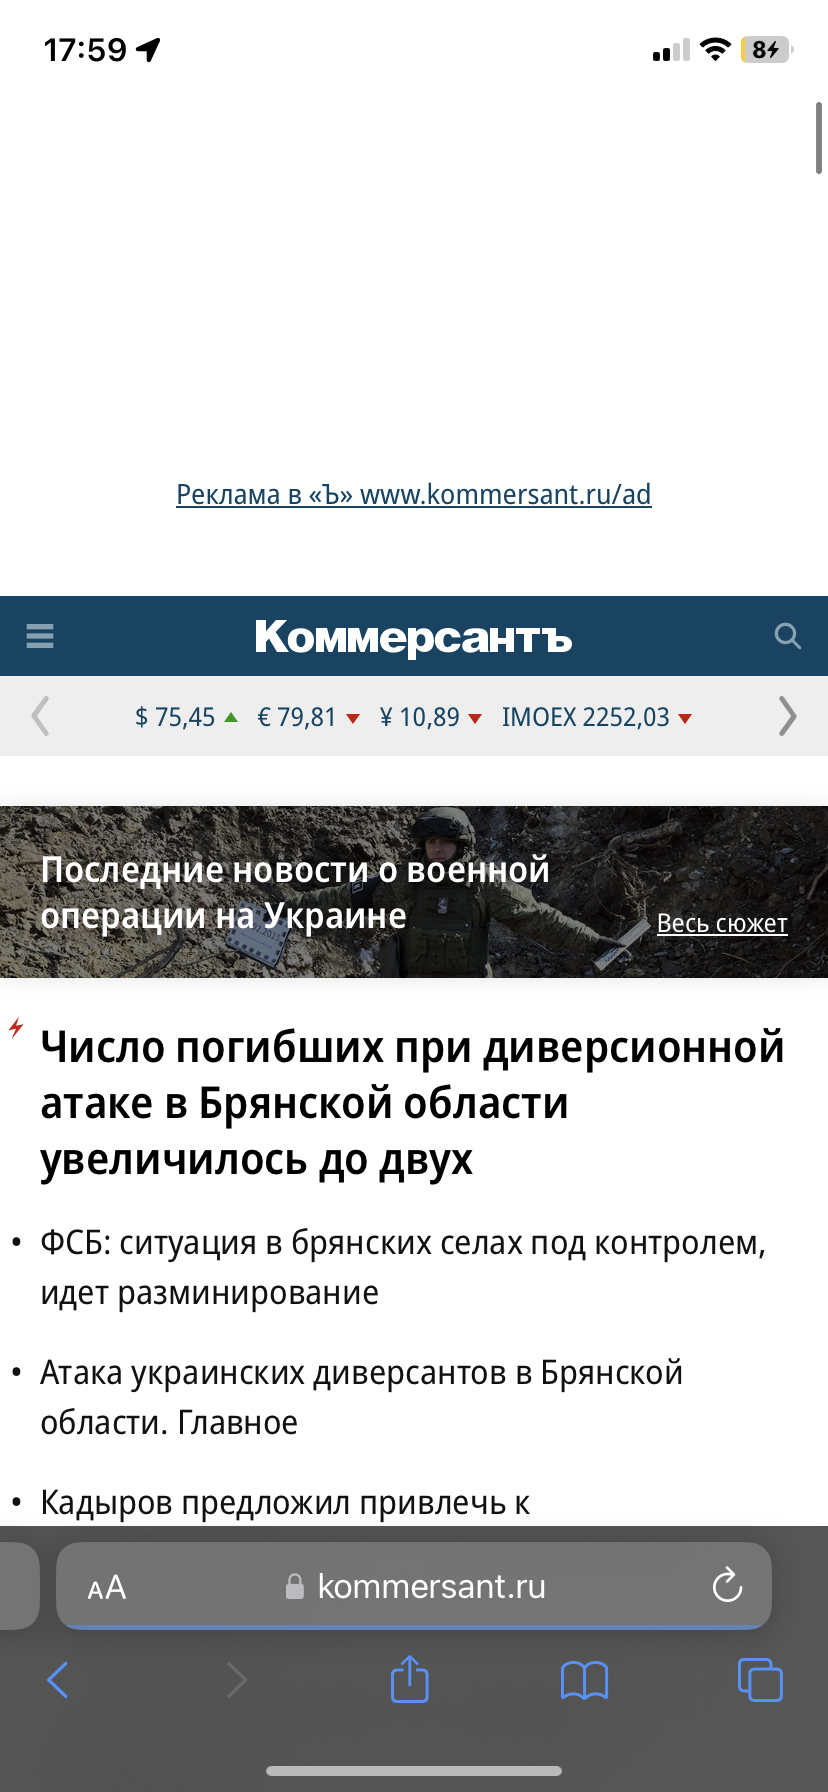 17:59
8
Реклама в «Ъ» www.kommersant.ru/ad
Коммерсантъ
$ 75,45 € 79,81 ¥ 10,89 IMOEX 2252,03
Последние новости о военной
операции на Украине
Весь сюжет
Число погибших при диверсионной
атаке в Брянской области
увеличилось до двух
• ФСБ: ситуация в брянских селах под контролем,
идет разминирование
• Атака украинских диверсантов в Брянской
области. Главное
• Кадыров предложил привлечь к
AA kommersant.ru